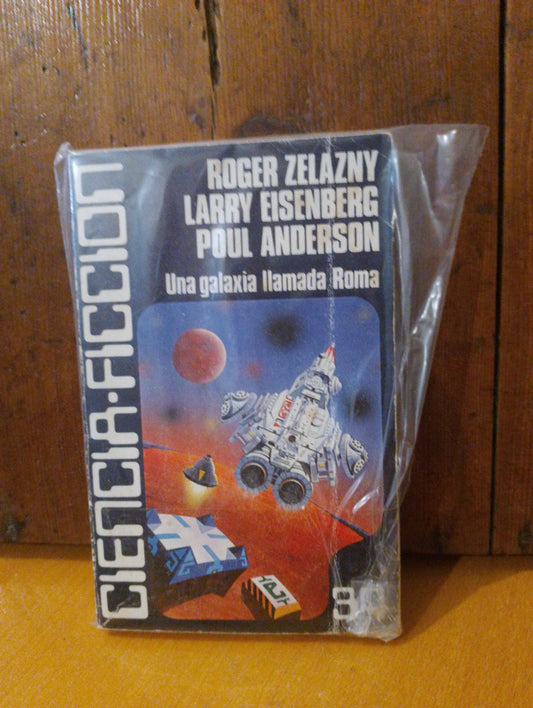 ROGER ZELAZNY
LARRY EISENBERG
POUL ANDERSON
Una galaxia llamada Roma
CIENCIA-FICCION